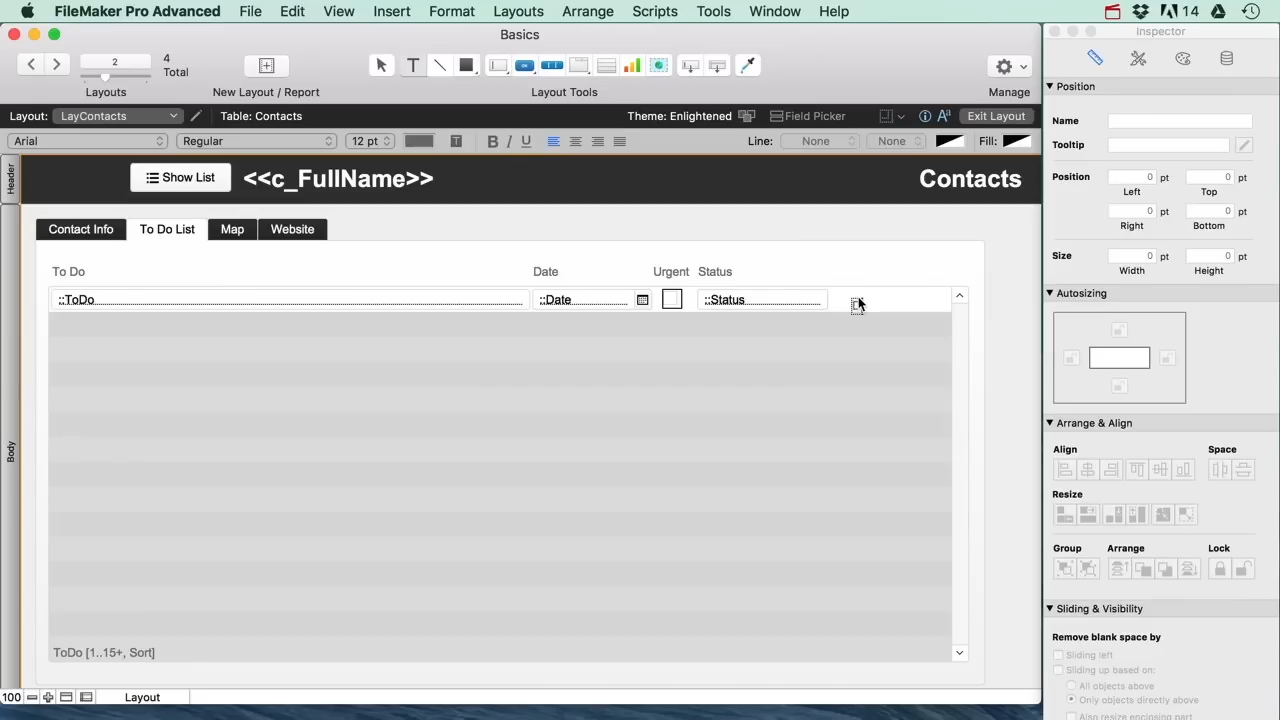 FileMaker Pro Advanced File Edit View Insert Format Layouts Arrange Scripts Tools Window Help 14
Basics
Inspector
2
4
Total
Layouts
New Layout / Report
Layout Tools
Manage
Layout: LayContacts Table: Contacts Theme: Enlightened Field Picker Exit Layout
Arial Regular 12 pt B I U Line: None None Fill:
Header
Show List <<c_FullName>> Contacts
Contact Info To Do List Map Website
To Do Date Urgent Status
::ToDo ::Date ::Status
ToDo [1..15+, Sort]
Body
100 Layout
Position
Name
Tooltip
Position 0 pt 0 pt
Left Top
0 pt 0 pt
Right Bottom
Size 0 pt 0 pt
Width Height
Autosizing
Arrange & Align
Align Space
Resize
Group Arrange Lock
Sliding & Visibility
Remove blank space by
Sliding left
Sliding up based on:
All objects above
Only objects directly above
Also resize enclosing part